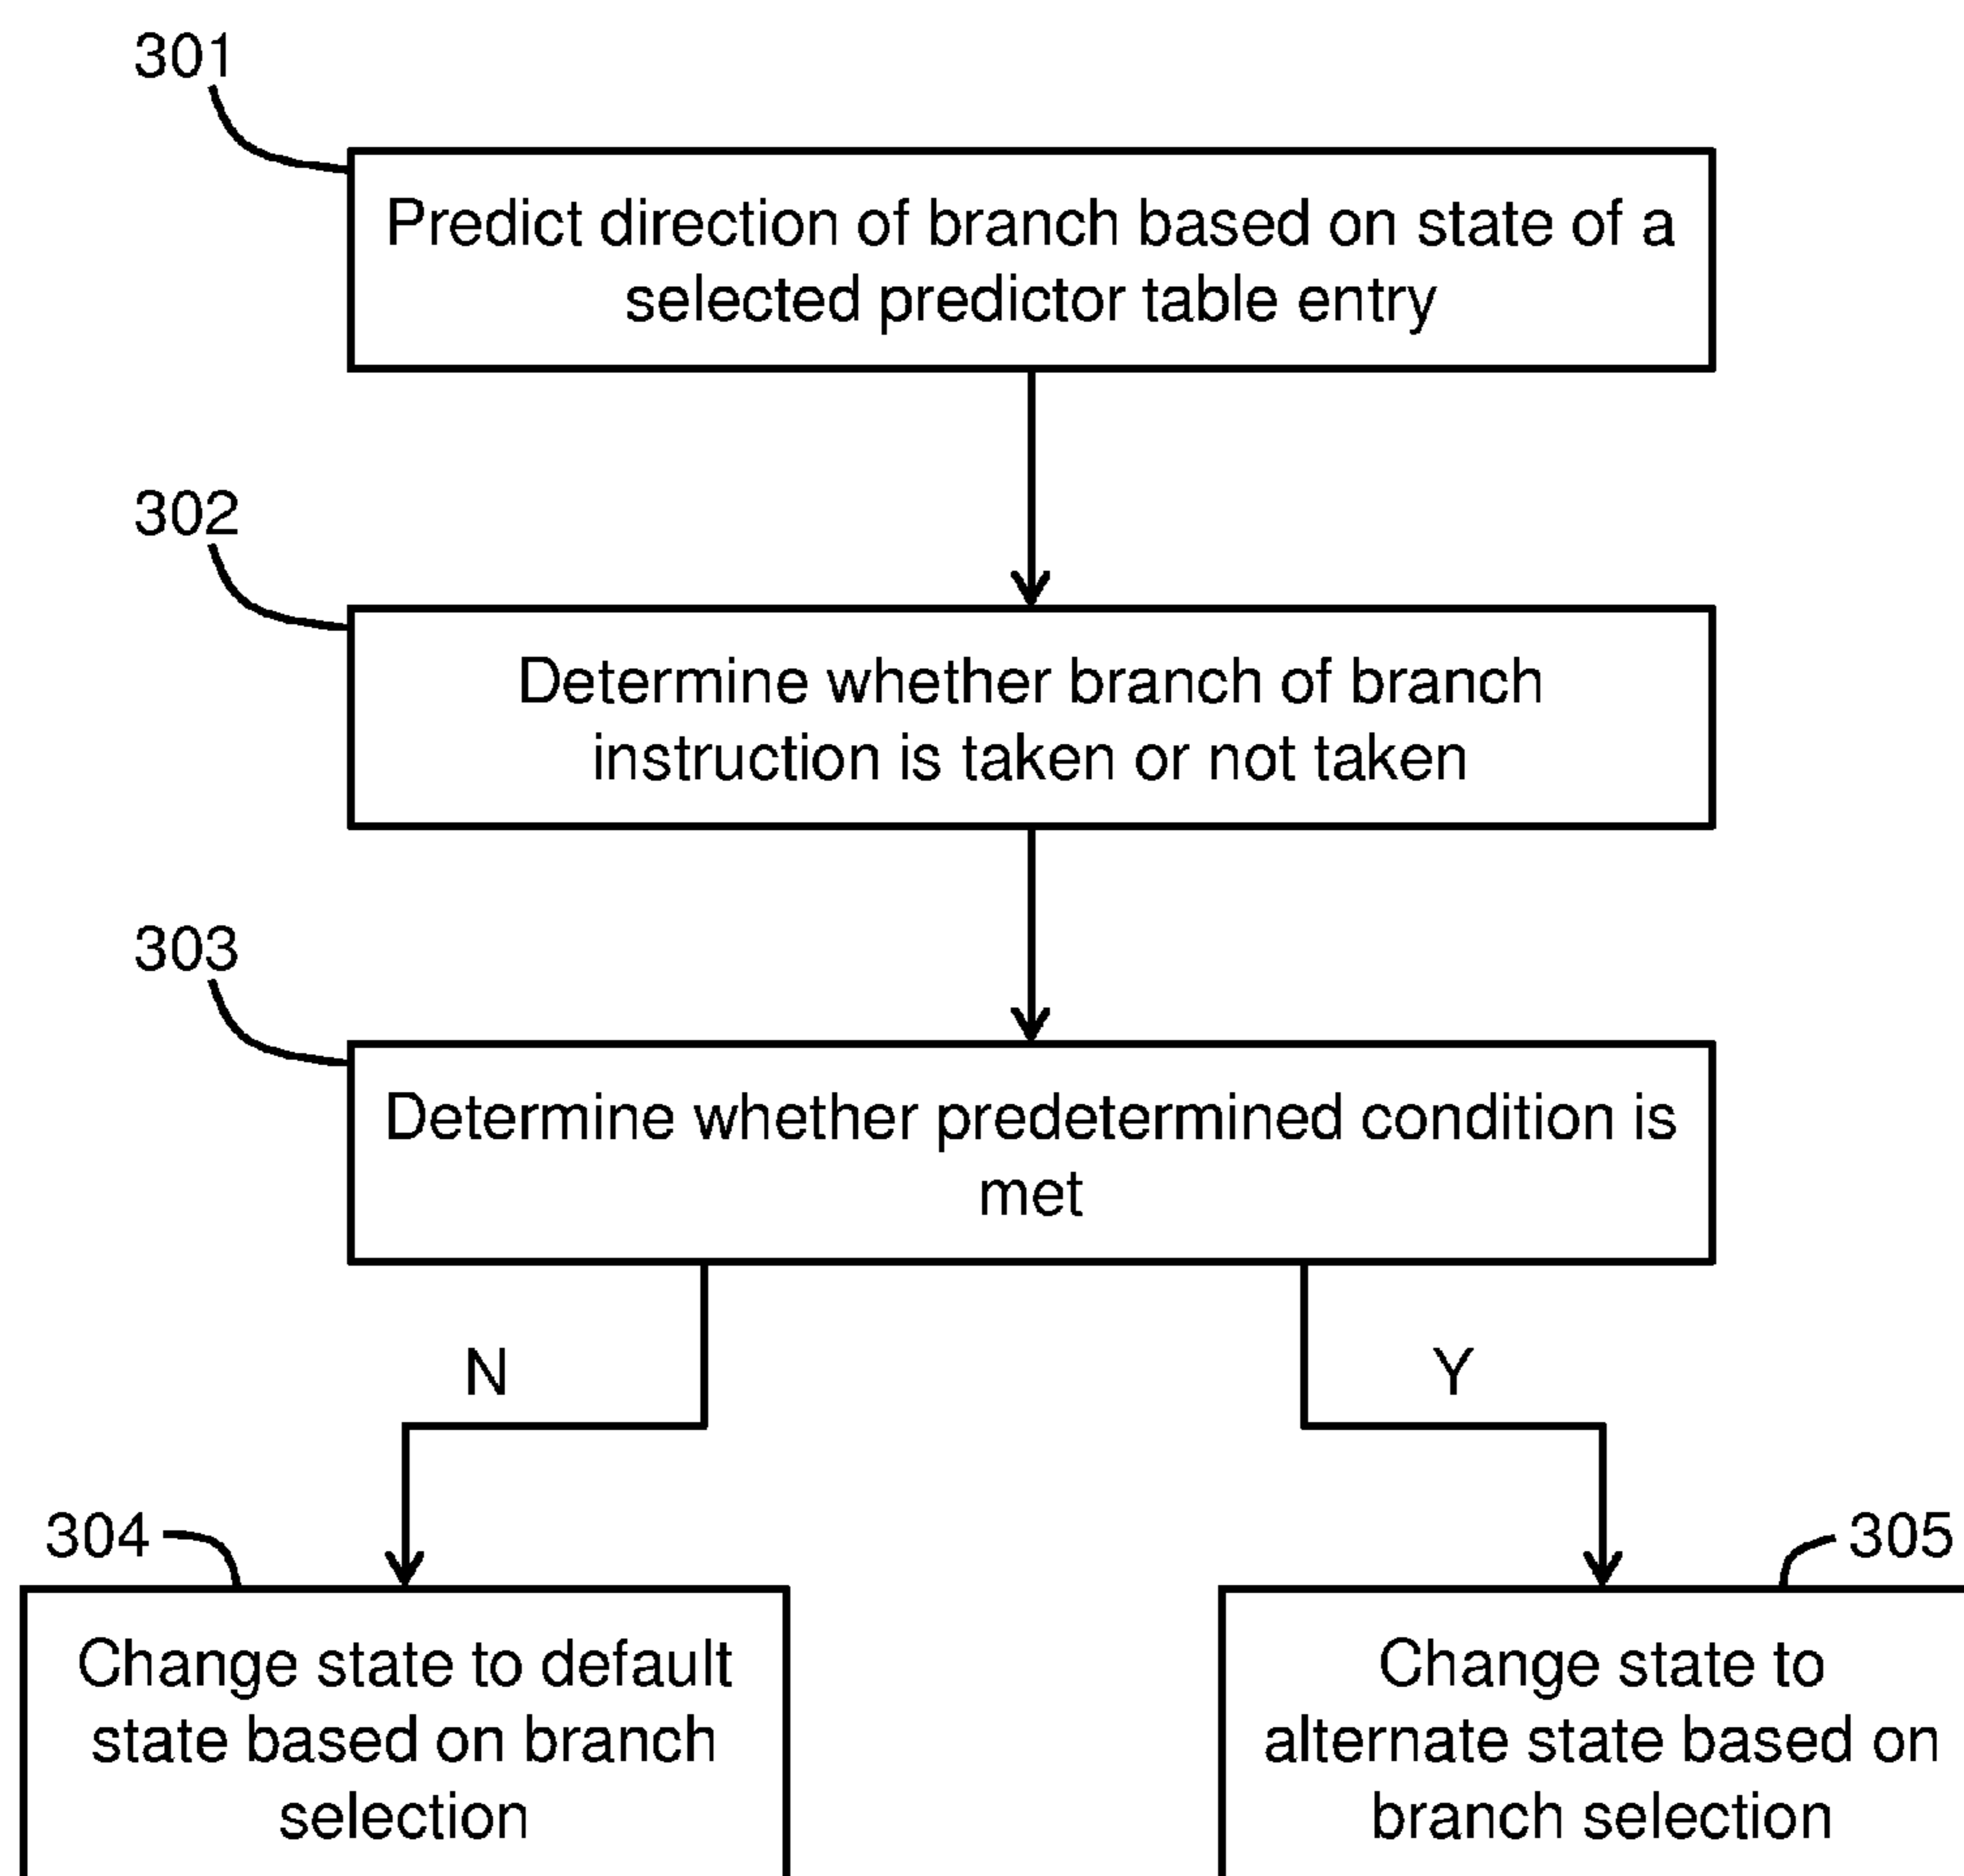 301
Predict direction of branch based on state of a
selected predictor table entry
302
Determine whether branch of branch
instruction is taken or not taken
303
Determine whether predetermined condition is
met
N
Y
304
305
Change state to default
state based on branch
selection
Change state to
alternate state based on
branch selection